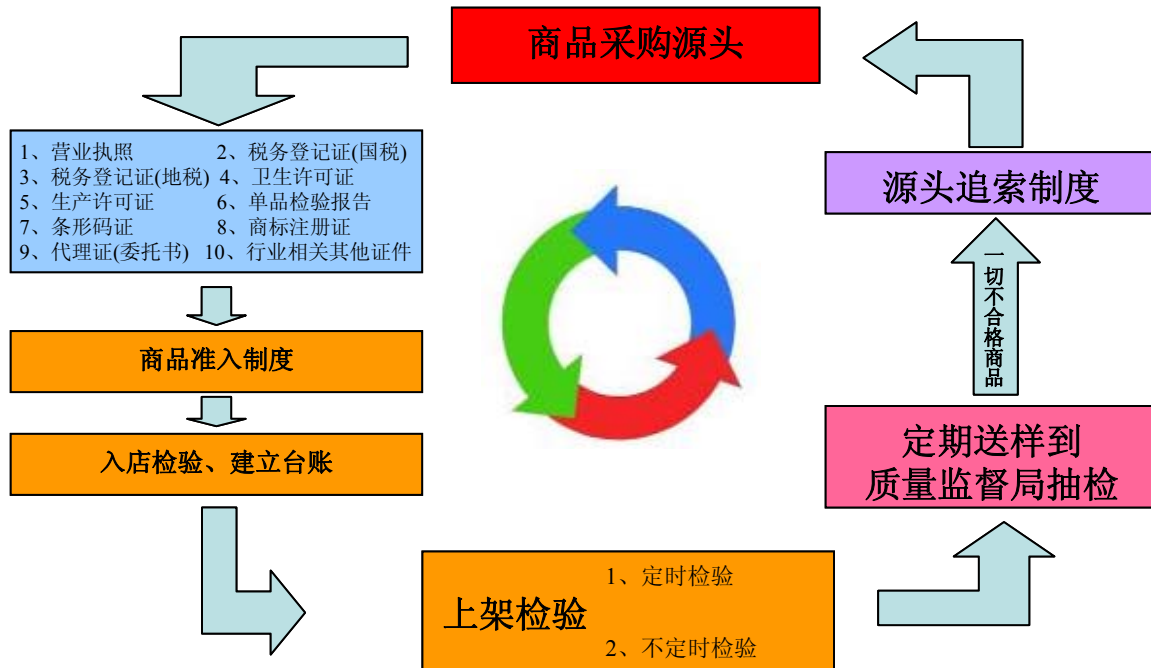 商品采购源头
1、营业执照 2、税务登记证(国税)
3、税务登记证(地税) 4、卫生许可证
5、生产许可证 6、单品检验报告
7、条形码证 8、商标注册证
9、代理证(委托书) 10、行业相关其他证件
商品准入制度
入店检验、建立台账
上架检验
1、定时检验
2、不定时检验
定期送样到
质量监督局抽检
一切不合格商品
源头追索制度